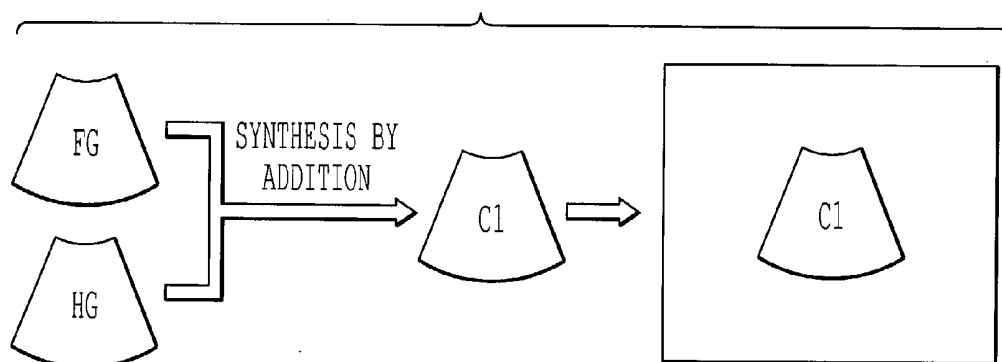 FG
SYNTHESIS BY
ADDITION
C1
C1
HG